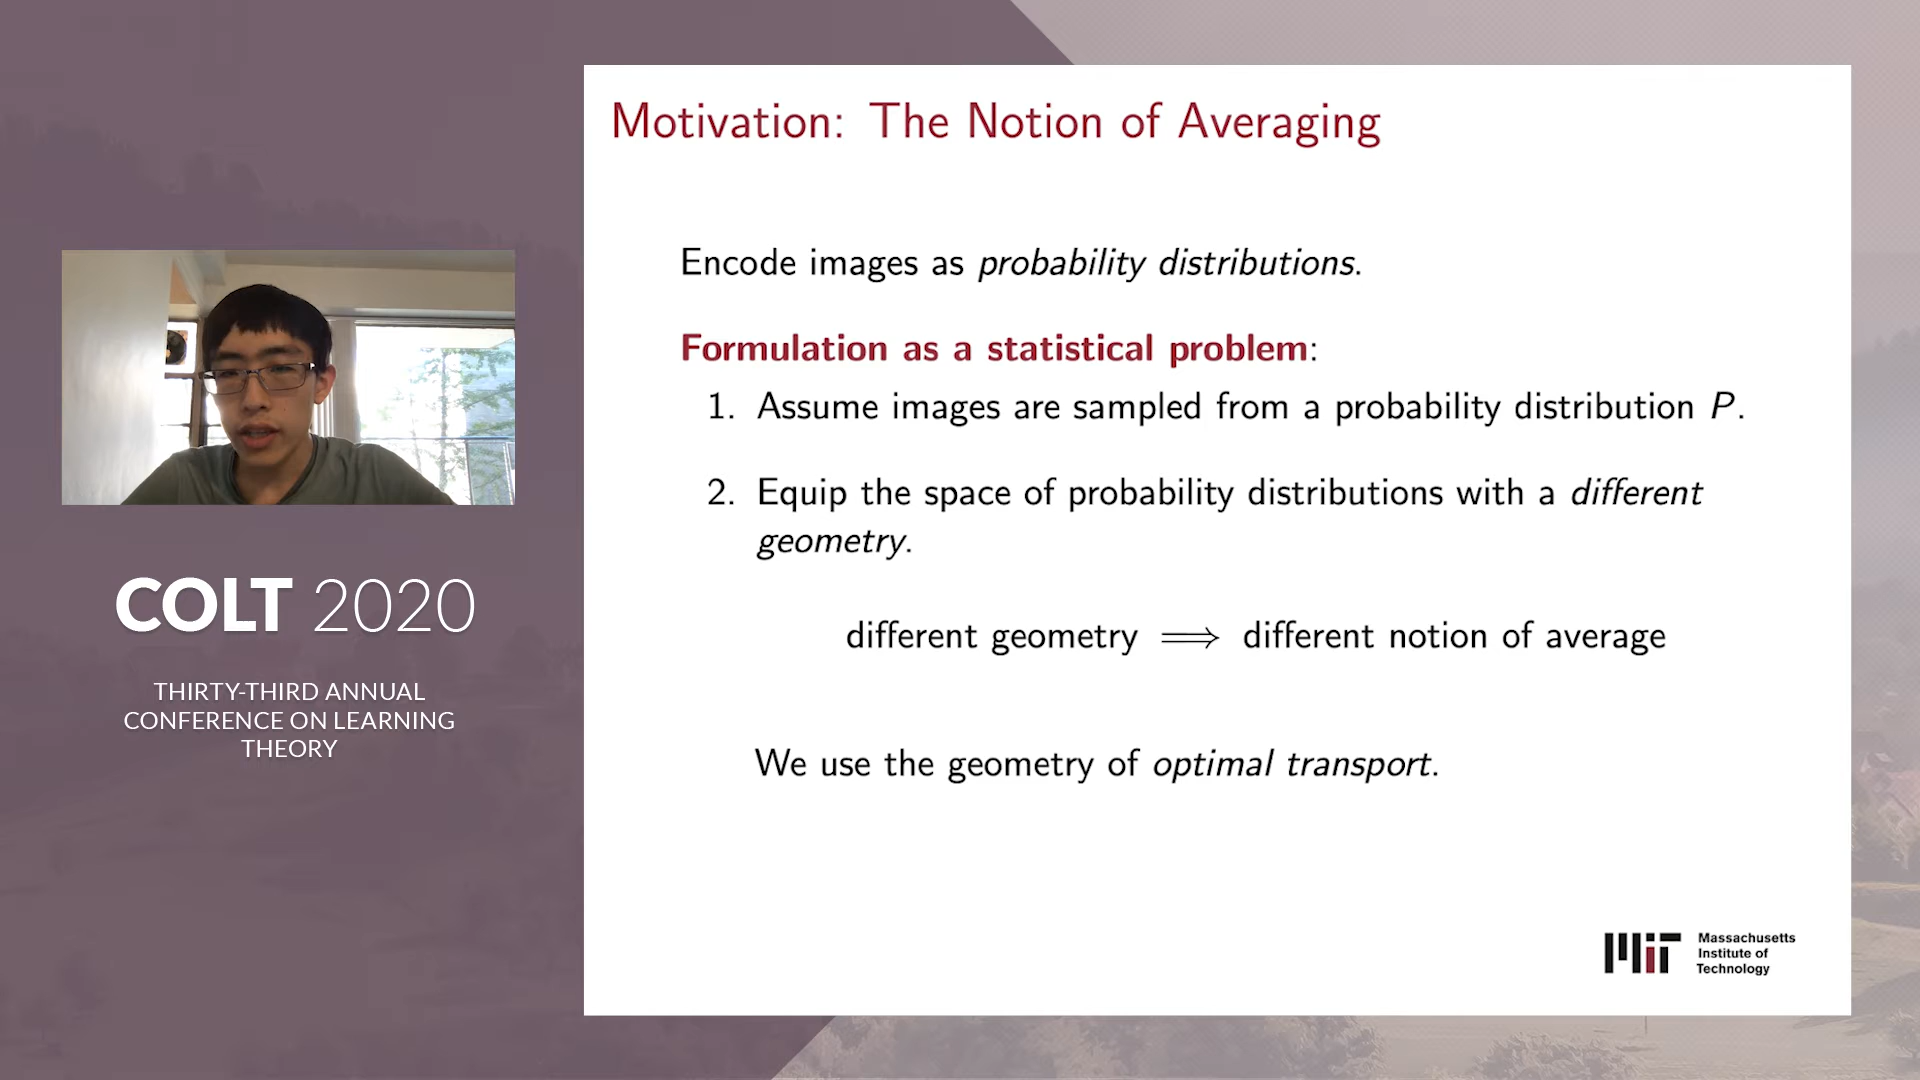 COLT 2020
THIRTY-THIRD ANNUAL
CONFERENCE ON LEARNING
THEORY
Motivation: The Notion of Averaging
Encode images as probability distributions.
Formulation as a statistical problem:
1. Assume images are sampled from a probability distribution P.
2. Equip the space of probability distributions with a different
geometry.
different geometry ⟹ different notion of average
We use the geometry of optimal transport.
MIT Massachusetts
Institute of
Technology